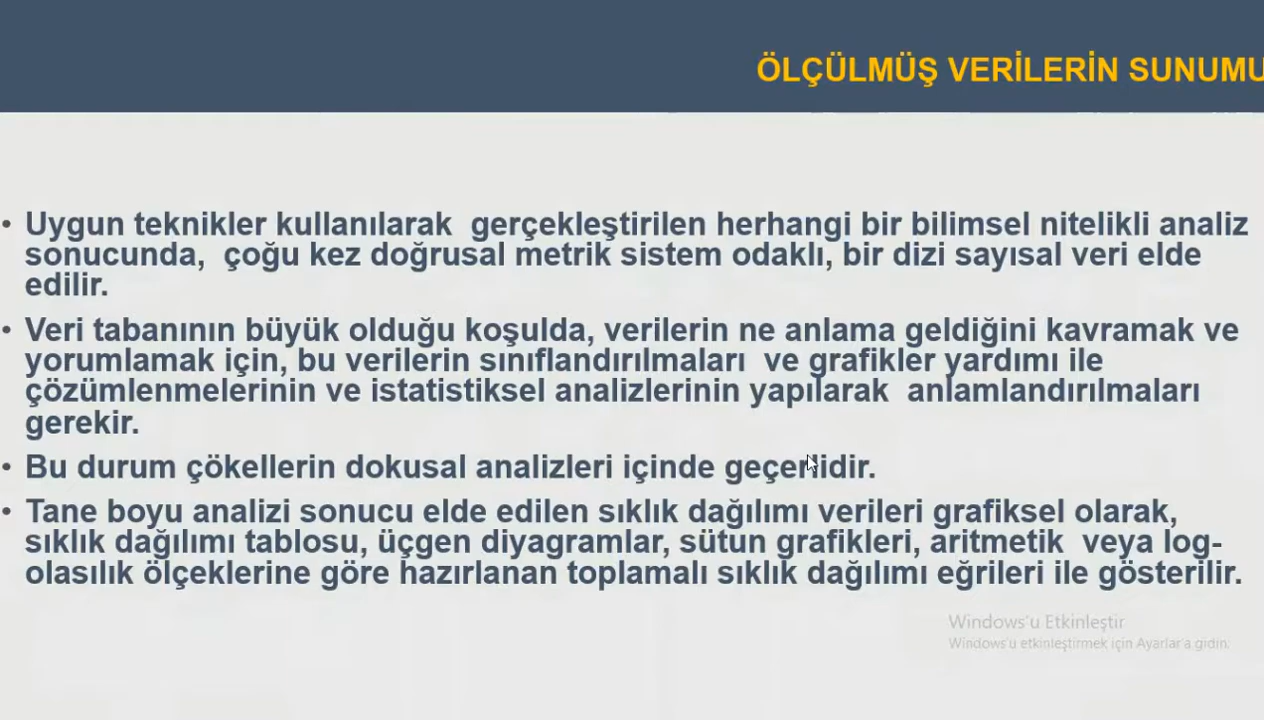 ÖLÇÜLMÜŞ VERİLERİN SUNUMU
• Uygun teknikler kullanılarak gerçekleştirilen herhangi bir bilimsel nitelikli analiz
sonucunda, çoğu kez doğrusal metrik sistem odaklı, bir dizi sayısal veri elde
edilir.
• Veri tabanının büyük olduğu koşulda, verilerin ne anlama geldiğini kavramak ve
yorumlamak için, bu verilerin sınıflandırılmaları ve grafikler yardımı ile
çözümlenmelerinin ve istatistiksel analizlerinin yapılarak anlamlandırılmaları
gerekir.
• Bu durum çökellerin dokusal analizleri içinde geçerlidir.
• Tane boyu analizi sonucu elde edilen sıklık dağılımı verileri grafiksel olarak,
sıklık dağılımı tablosu, üçgen diyagramlar, sütun grafikleri, aritmetik veya log-
olasılık ölçeklerine göre hazırlanan toplamalı sıklık dağılımı eğrileri ile gösterilir.
Windows'u Etkinleştir
Windows'u etkinleştirmek için Ayarlar'a gidin.